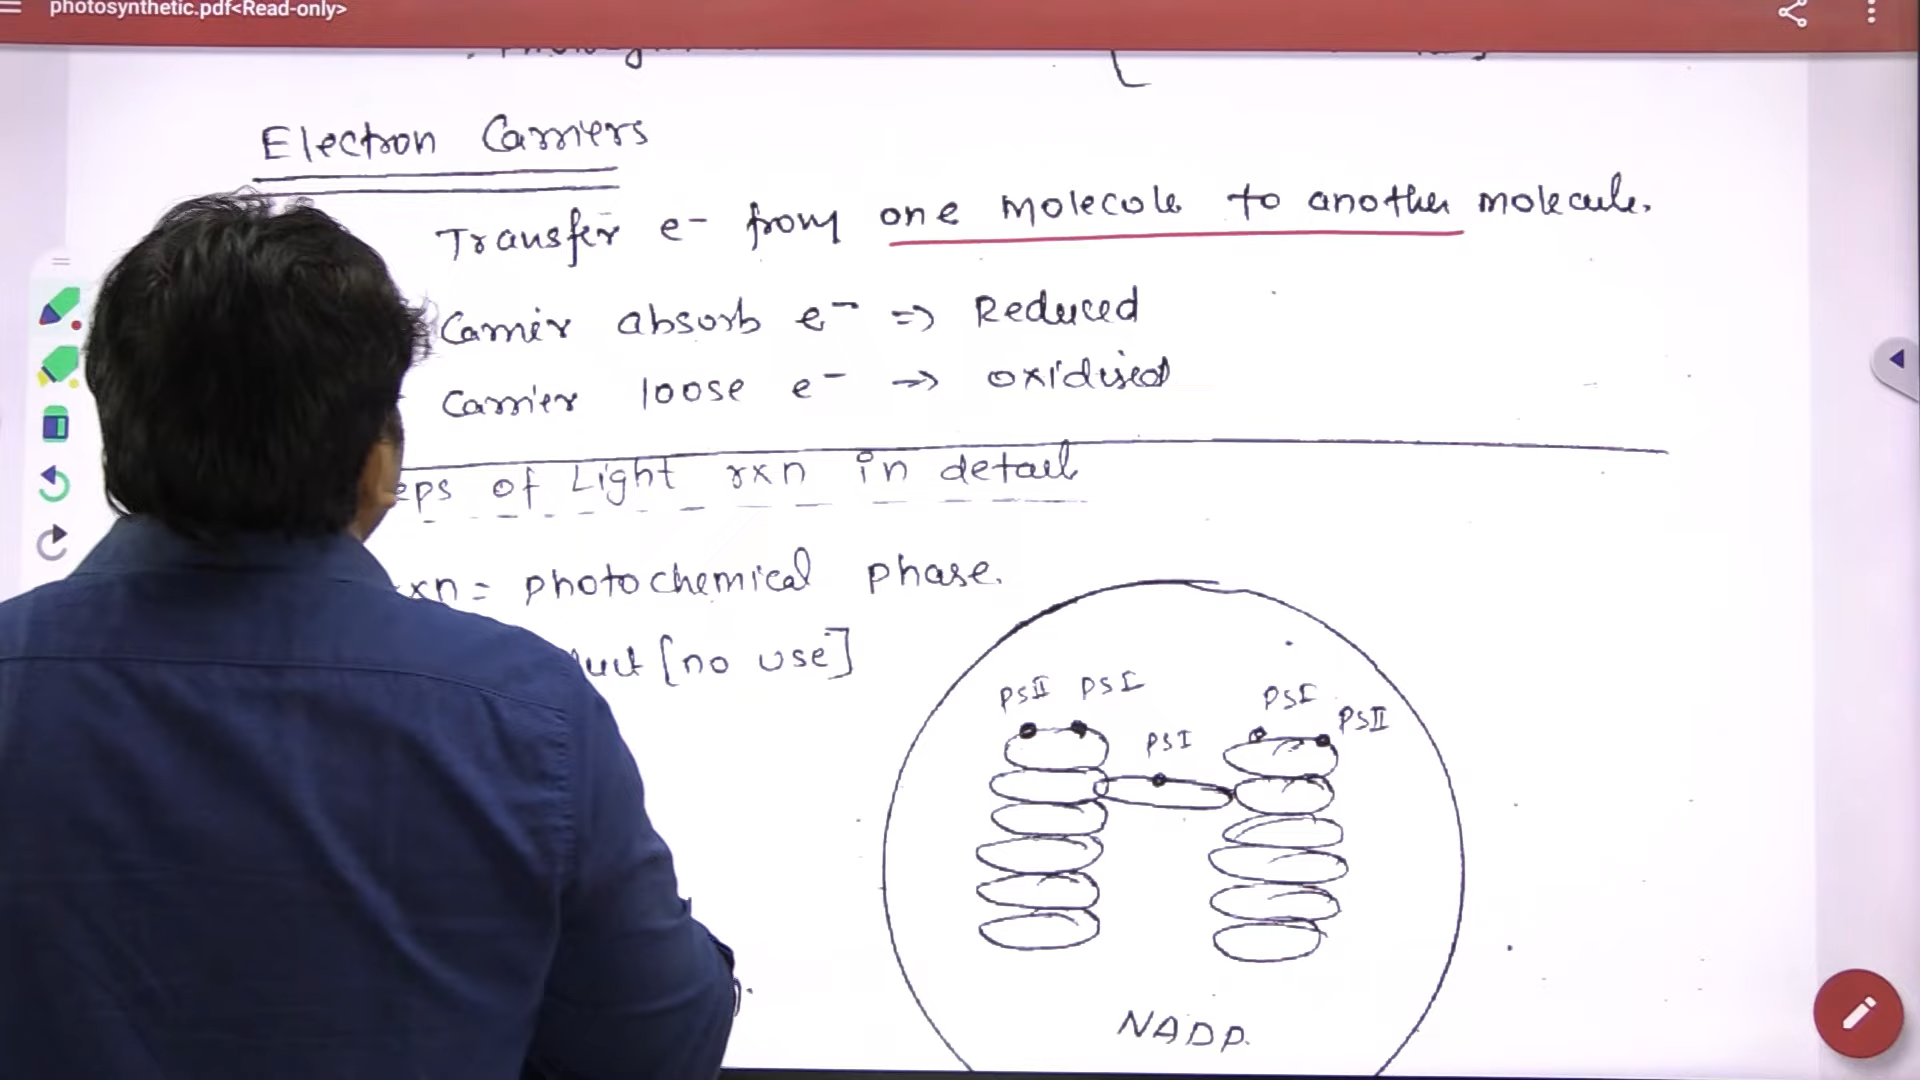 photosynthetic.pdf<Read-only>
Electron Carriers
Transfer e- from one molecule to another molecule.
Carrier absorb e- => Reduced
Carrier loose e- => oxidised
eps of Light rxn in detail
xn = photochemical phase.
uct [no use]
PSII PSI
PSI
PSI
PSII
NADP.